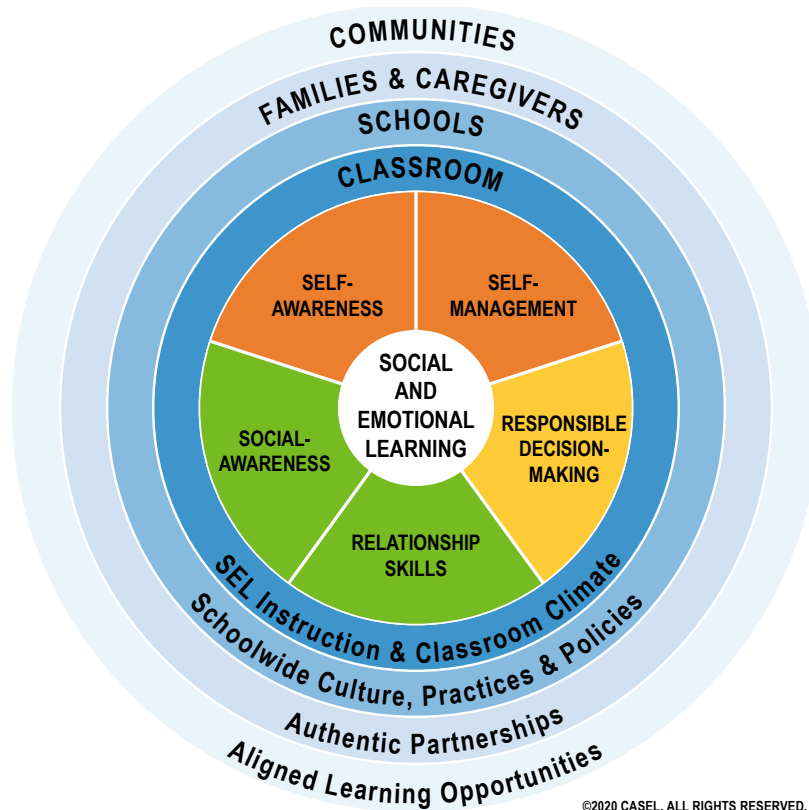 COMMUNITIES
FAMILIES & CAREGIVERS
SCHOOLS
CLASSROOM
SELF-
AWARENESS
SELF-
MANAGEMENT
SOCIAL
AND
EMOTIONAL
LEARNING
SOCIAL-
AWARENESS
RESPONSIBLE
DECISION-
MAKING
RELATIONSHIP
SKILLS
SEL Instruction & Classroom Climate
Schoolwide Culture, Practices & Policies
Authentic Partnerships
Aligned Learning Opportunities
©2020 CASEL. ALL RIGHTS RESERVED.